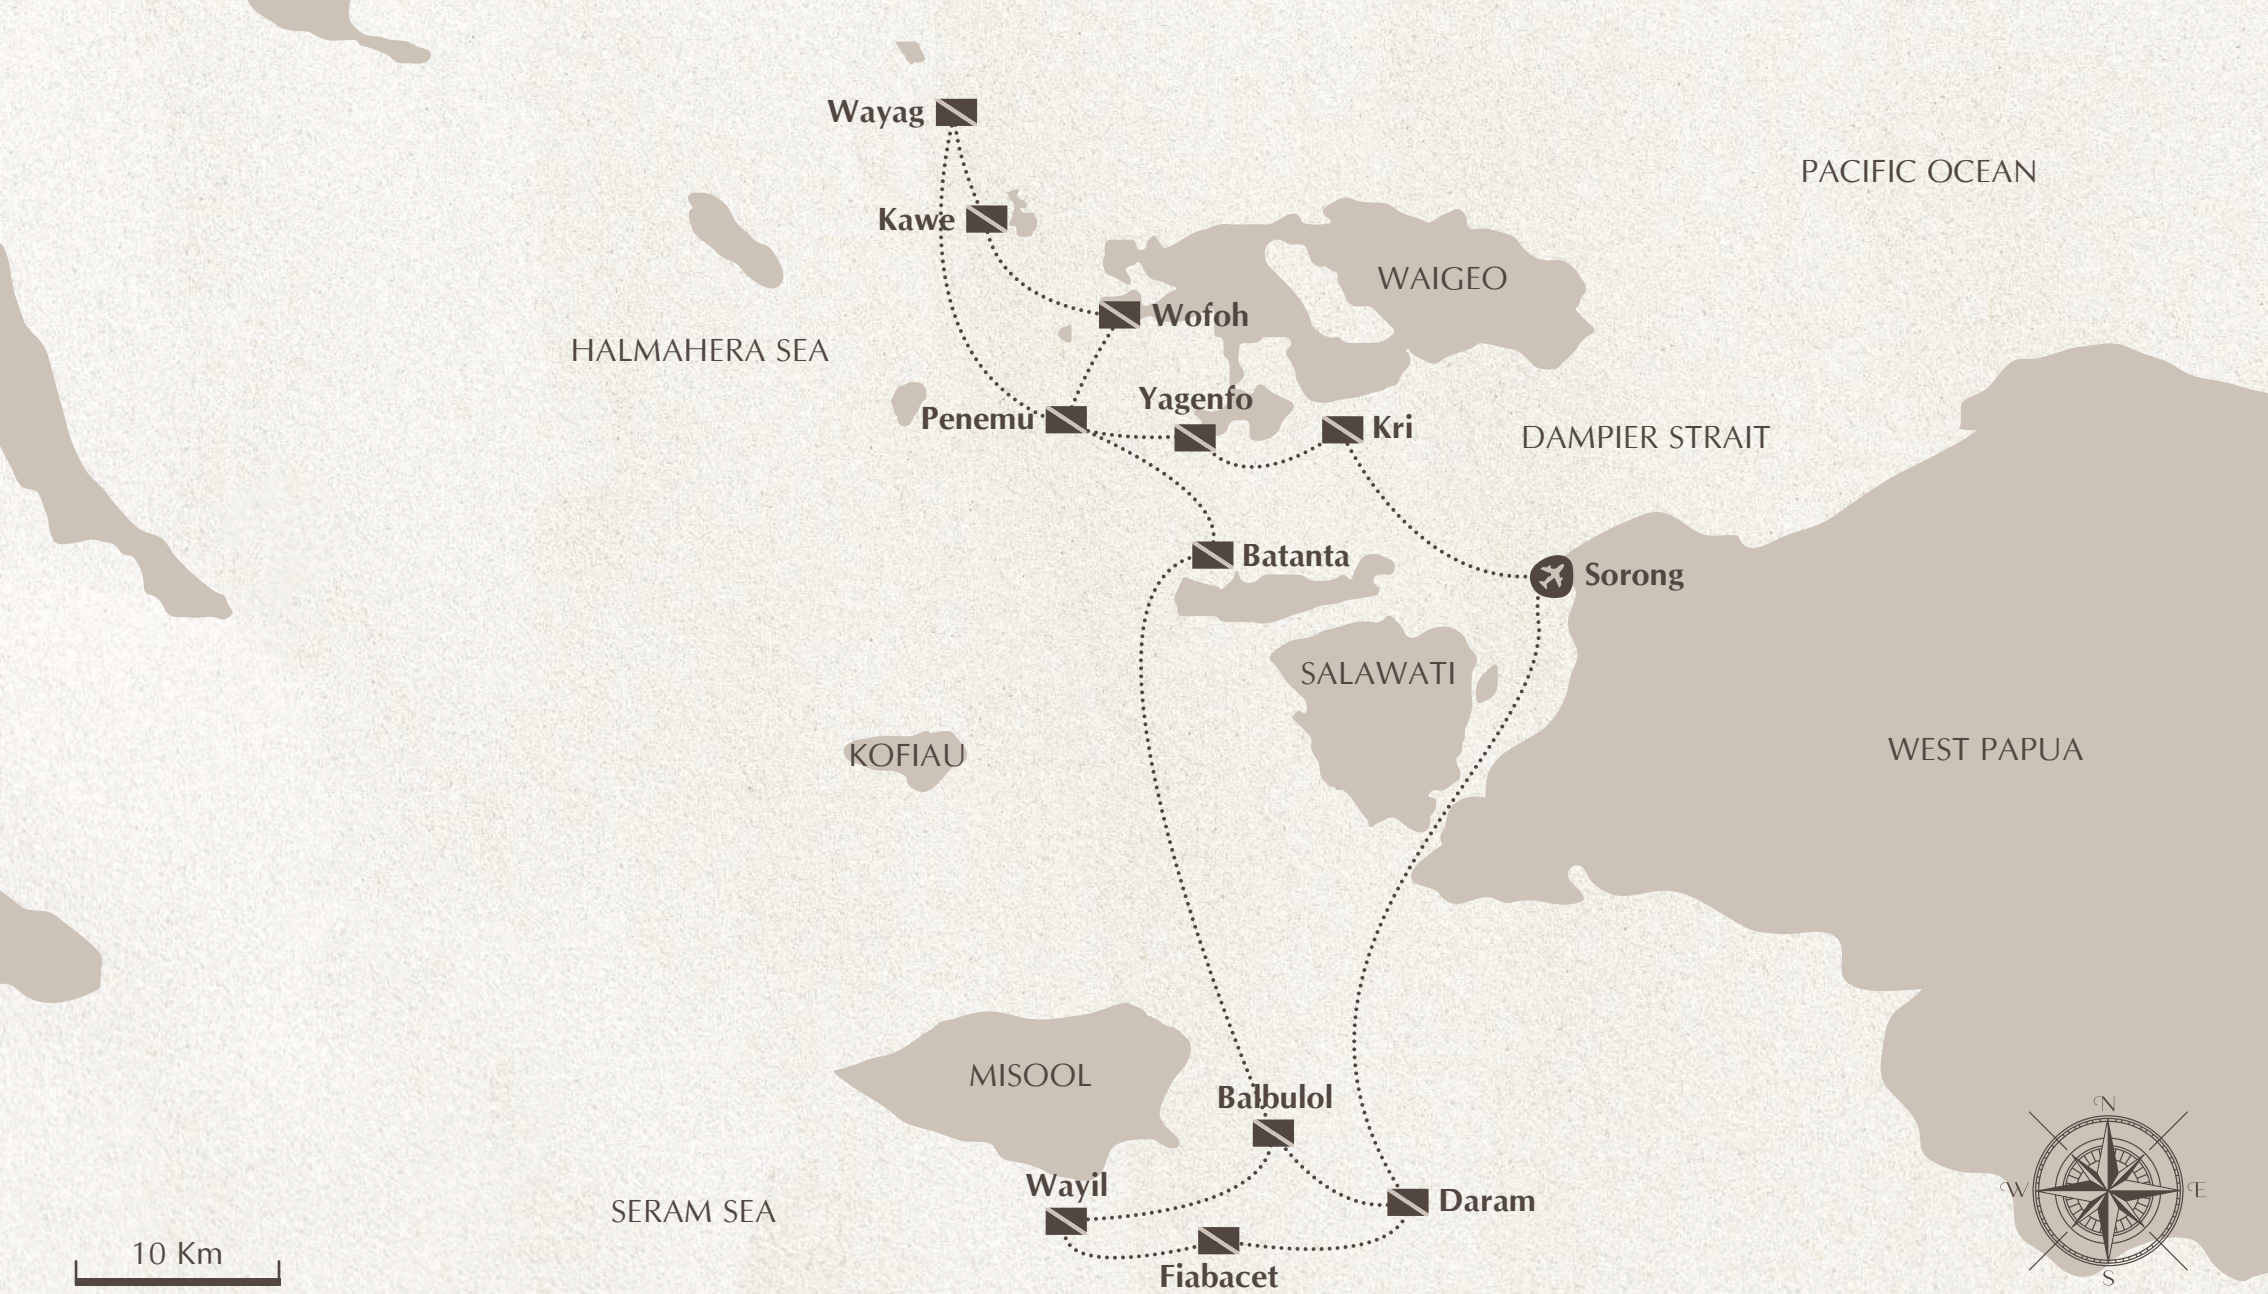 Wayag
PACIFIC OCEAN
Kawe
WAIGEO
Wofoh
HALMAHERA SEA
Yagenfo
Penemu
Kri
DAMPIER STRAIT
Batanta
Sorong
SALAWATI
KOFIAU
WEST PAPUA
MISOOL
Balbulol
N
Wayil
W
E
Daram
SERAM SEA
10 Km
Fiabacet
S